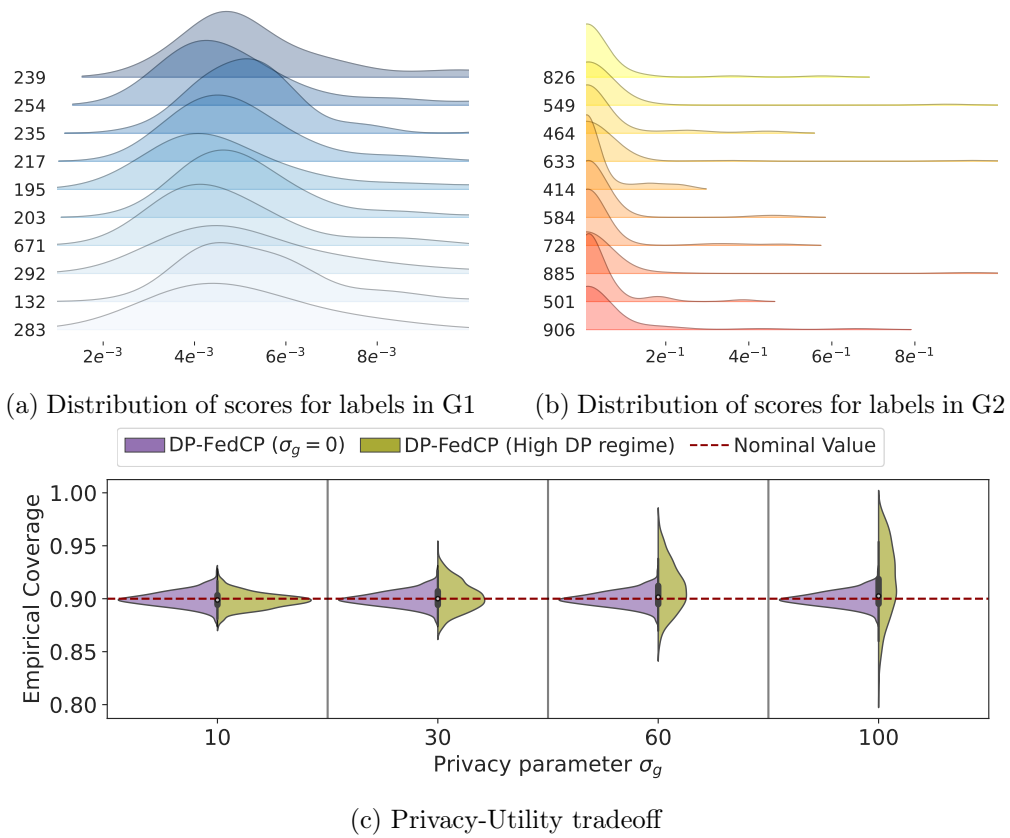 239
254
235
217
195
203
671
292
132
283
2e⁻³ 4e⁻³ 6e⁻³ 8e⁻³
(a) Distribution of scores for labels in G1
826
549
464
633
414
584
728
885
501
906
2e⁻¹ 4e⁻¹ 6e⁻¹ 8e⁻¹
(b) Distribution of scores for labels in G2
DP-FedCP (σg = 0) DP-FedCP (High DP regime) Nominal Value
Empirical Coverage
1.00
0.95
0.90
0.85
0.80
10 30 60 100
Privacy parameter σg
(c) Privacy-Utility tradeoff